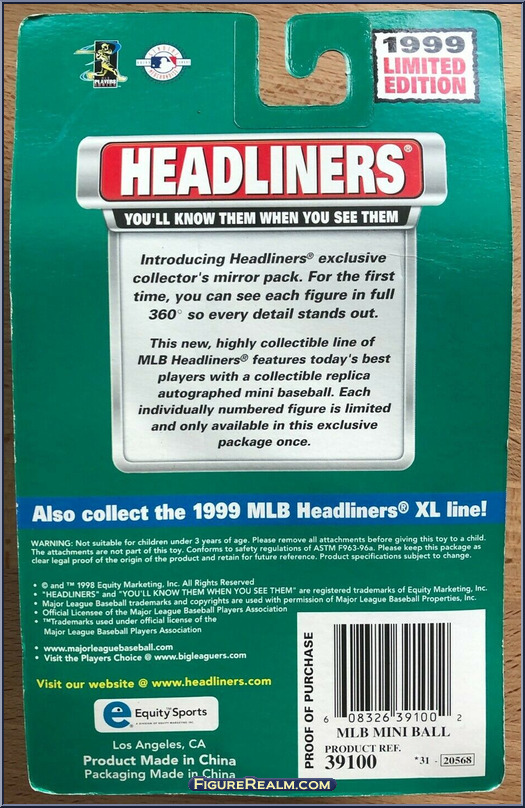 1999
LIMITED
EDITION
HEADLINERS®
YOU'LL KNOW THEM WHEN YOU SEE THEM
Introducing Headliners® exclusive
collector's mirror pack. For the first
time, you can see each figure in full
360° so every detail stands out.
This new, highly collectible line of
MLB Headliners® features today's best
players with a collectible replica
autographed mini baseball. Each
individually numbered figure is limited
and only available in this exclusive
package once.
Also collect the 1999 MLB Headliners® XL line!
WARNING: Not suitable for children under 3 years of age. Please remove all attachments before giving this toy to a child.
The attachments are not part of this toy. Conforms to safety regulations of ASTM F963-96a. Please keep this package as
clear legal proof of the origin of the product and retain for future reference. Product specifications subject to change.
• © and ™ 1998 Equity Marketing, Inc. All Rights Reserved
• "HEADLINERS" and "YOU'LL KNOW THEM WHEN YOU SEE THEM" are registered trademarks of Equity Marketing, Inc.
• Major League Baseball trademarks and copyrights are used with permission of Major League Baseball Properties, Inc.
• Official Licensee of the Major League Baseball Players Association
• ™Trademarks used under official license of the
Major League Baseball Players Association
• www.majorleaguebaseball.com
• Visit the Players Choice @ www.bigleaguers.com
Visit our website @ www.headliners.com
e Equity™Sports
A DIVISION OF EQUITY MARKETING, INC.
Los Angeles, CA
Product Made in China
Packaging Made in China
PROOF OF PURCHASE
6 08326 39100 2
MLB MINI BALL
PRODUCT REF.
39100
*31 - 20568
FIGUREREALM.COM